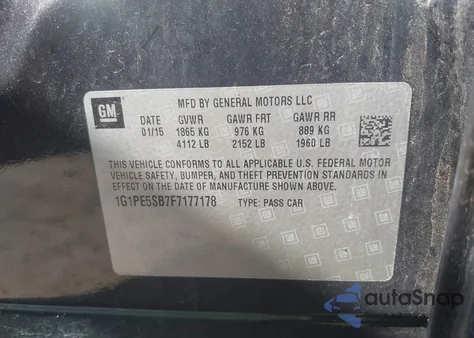 GM
MFD BY GENERAL MOTORS LLC
DATE GVWR GAWR FRT GAWR RR
01/15 1865 KG 976 KG 889 KG
4112 LB 2152 LB 1960 LB
THIS VEHICLE CONFORMS TO ALL APPLICABLE U.S. FEDERAL MOTOR
VEHICLE SAFETY, BUMPER, AND THEFT PREVENTION STANDARDS
IN EFFECT ON THE DATE OF MANUFACTURE SHOWN ABOVE.
1G1PE5SB7F7177178 TYPE: PASS CAR
autoSnap